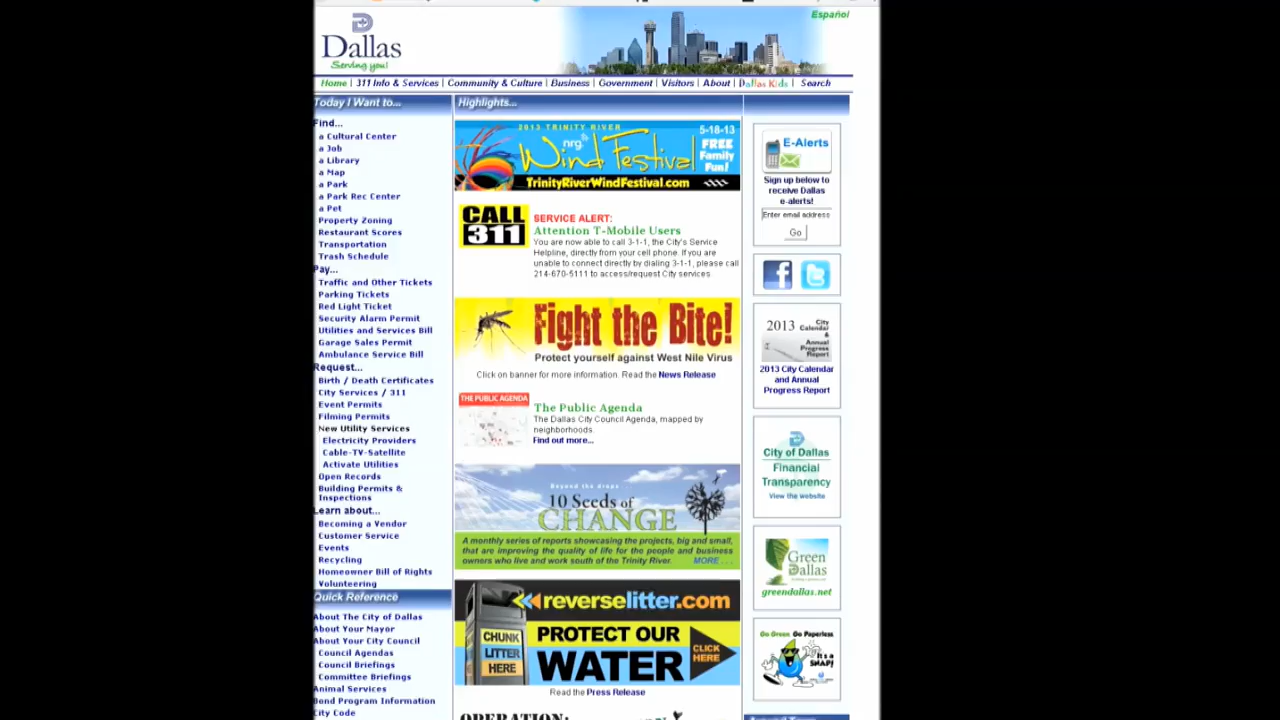 Español
Dallas
Serving you!
Home | 311 Info & Services | Community & Culture | Business | Government | Visitors | About | Dallas Kids | Search
Today I Want to...
Find...
a Cultural Center
a Job
a Library
a Map
a Park
a Park Rec Center
a Pet
Property Zoning
Restaurant Scores
Transportation
Trash Schedule
Pay...
Traffic and Other Tickets
Parking Tickets
Red Light Ticket
Security Alarm Permit
Utilities and Services Bill
Garage Sales Permit
Ambulance Service Bill
Request...
Birth / Death Certificates
City Services / 311
Event Permits
Filming Permits
New Utility Services
Electricity Providers
Cable-TV-Satellite
Activate Utilities
Open Records
Building Permits &
Inspections
Learn about...
Becoming a Vendor
Customer Service
Events
Recycling
Homeowner Bill of Rights
Volunteering
Quick Reference
About The City of Dallas
About Your Mayor
About Your City Council
Council Agendas
Council Briefings
Committee Briefings
Animal Services
Bond Program Information
City Code
Highlights...
2013 TRINITY RIVER
nrg
Wind Festival
5-18-13
FREE
Family
Fun!
TrinityRiverWindFestival.com
CALL
311
SERVICE ALERT:
Attention T-Mobile Users
You are now able to call 3-1-1, the City's Service
Helpline, directly from your cell phone. If you are
unable to connect directly by dialing 3-1-1, please call
214-670-5111 to access/request City services
Fight the Bite!
Protect yourself against West Nile Virus
Click on banner for more information. Read the News Release
THE PUBLIC AGENDA
The Public Agenda
The Dallas City Council Agenda, mapped by
neighborhoods.
Find out more...
Beyond the drops
10 Seeds of
CHANGE
A monthly series of reports showcasing the projects, big and small,
that are improving the quality of life for the people and business
owners who live and work south of the Trinity River. MORE . . .
reverselitter.com
CHUNK
LITTER
HERE
PROTECT OUR
WATER
CLICK
HERE
Read the Press Release
OPERATION:
E-Alerts
Sign up below to
receive Dallas
e-alerts!
Enter email address
Go
2013
City
Calendar
&
Annual
Progress
Report
2013 City Calendar
and Annual
Progress Report
City of Dallas
Financial
Transparency
View the website
Green
Dallas
greendallas.net
Go Green Go Paperless
It's a
SNAP!